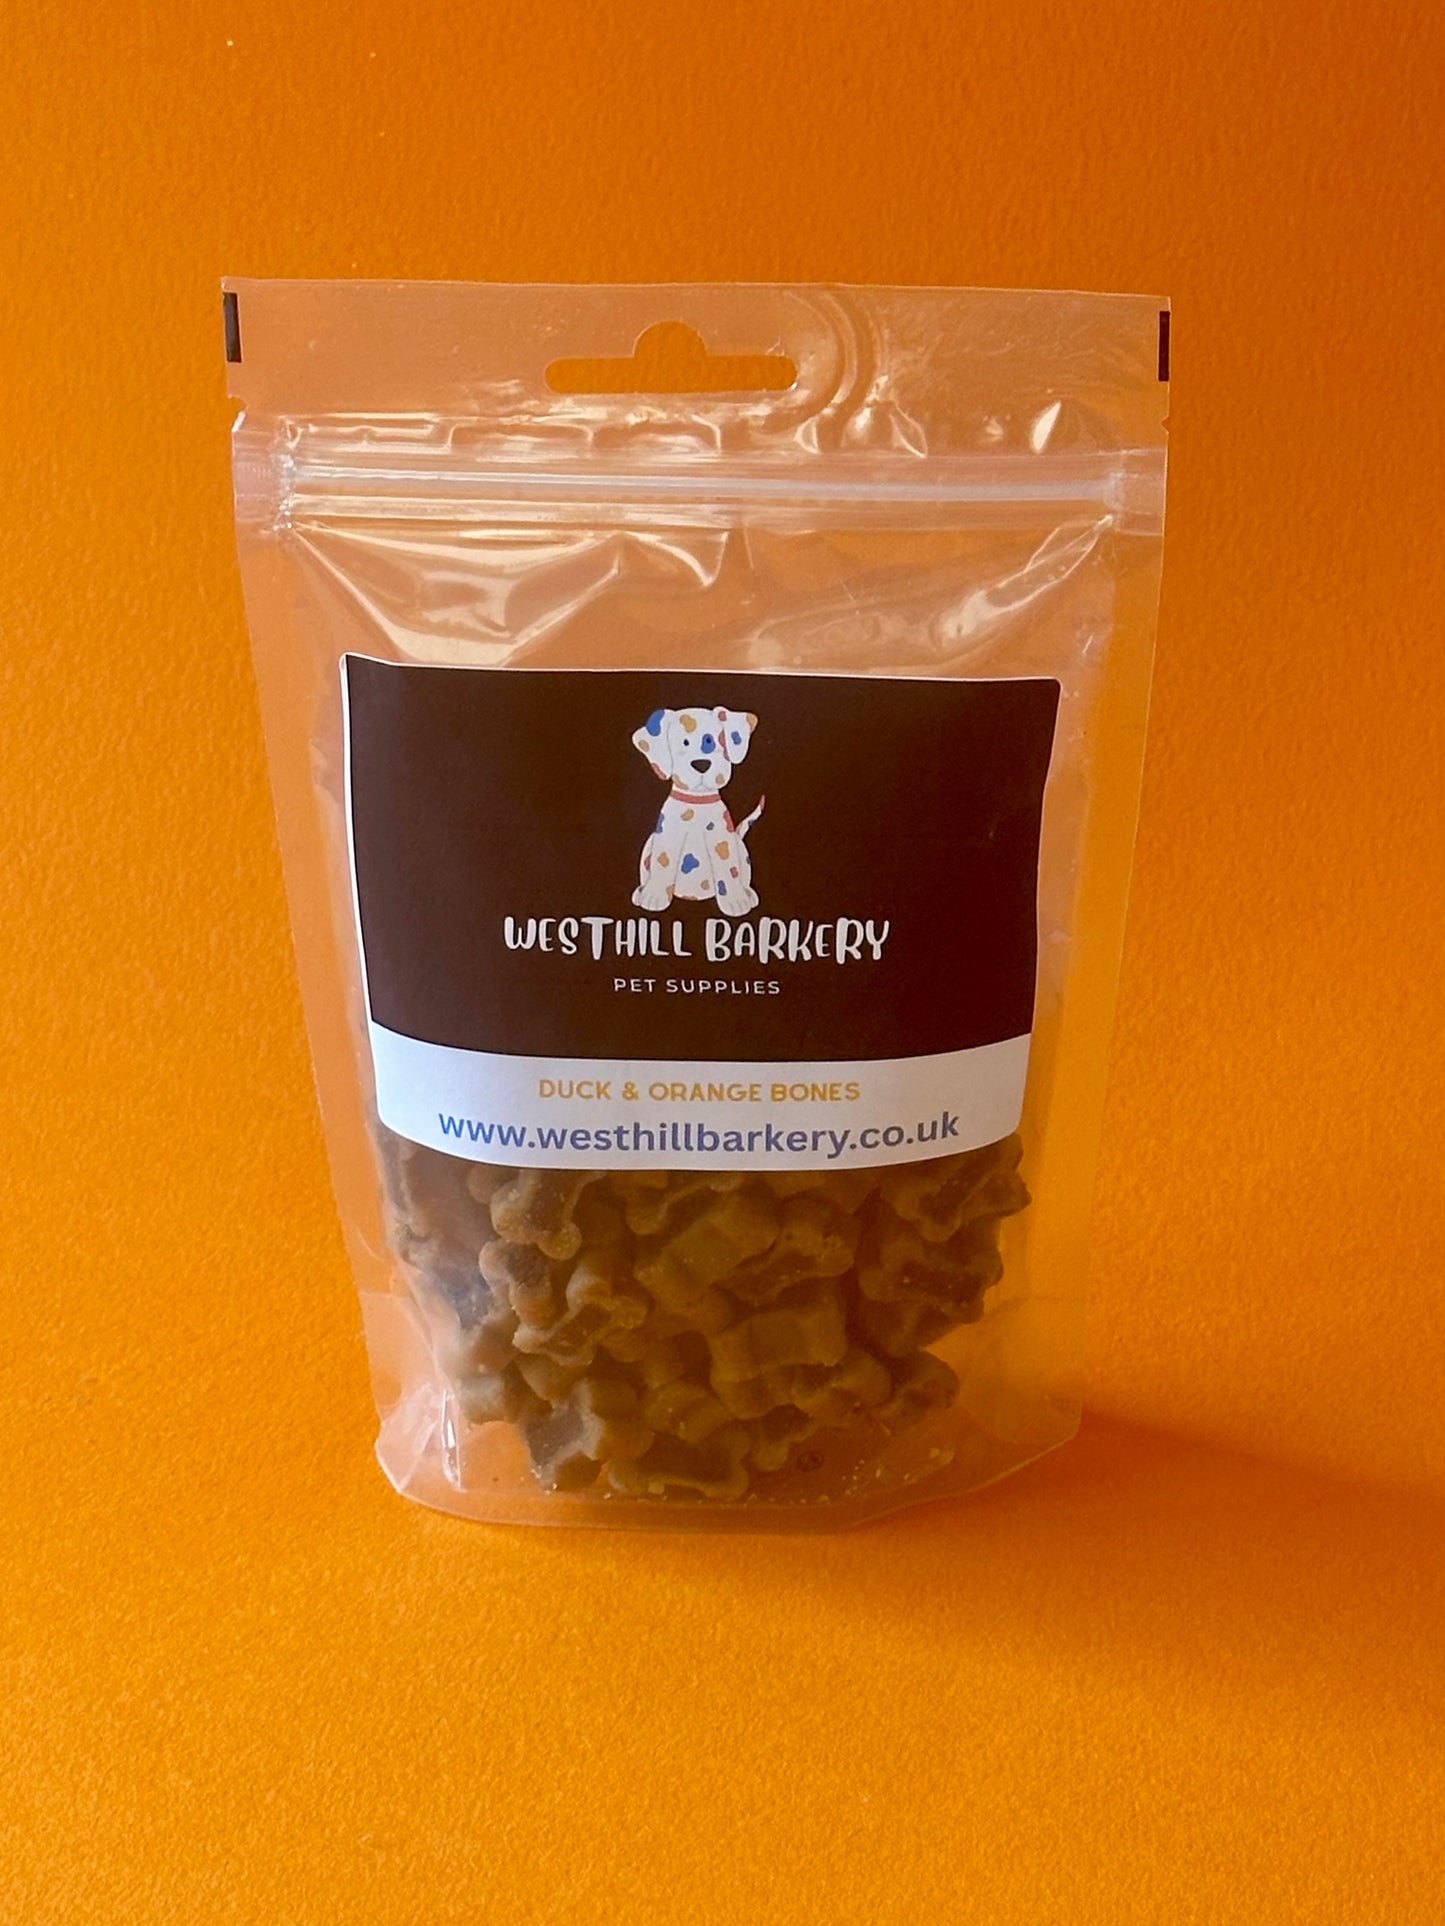 WESTHILL BARKERY
PET SUPPLIES
DUCK & ORANGE BONES
www.westhillbarkery.co.uk